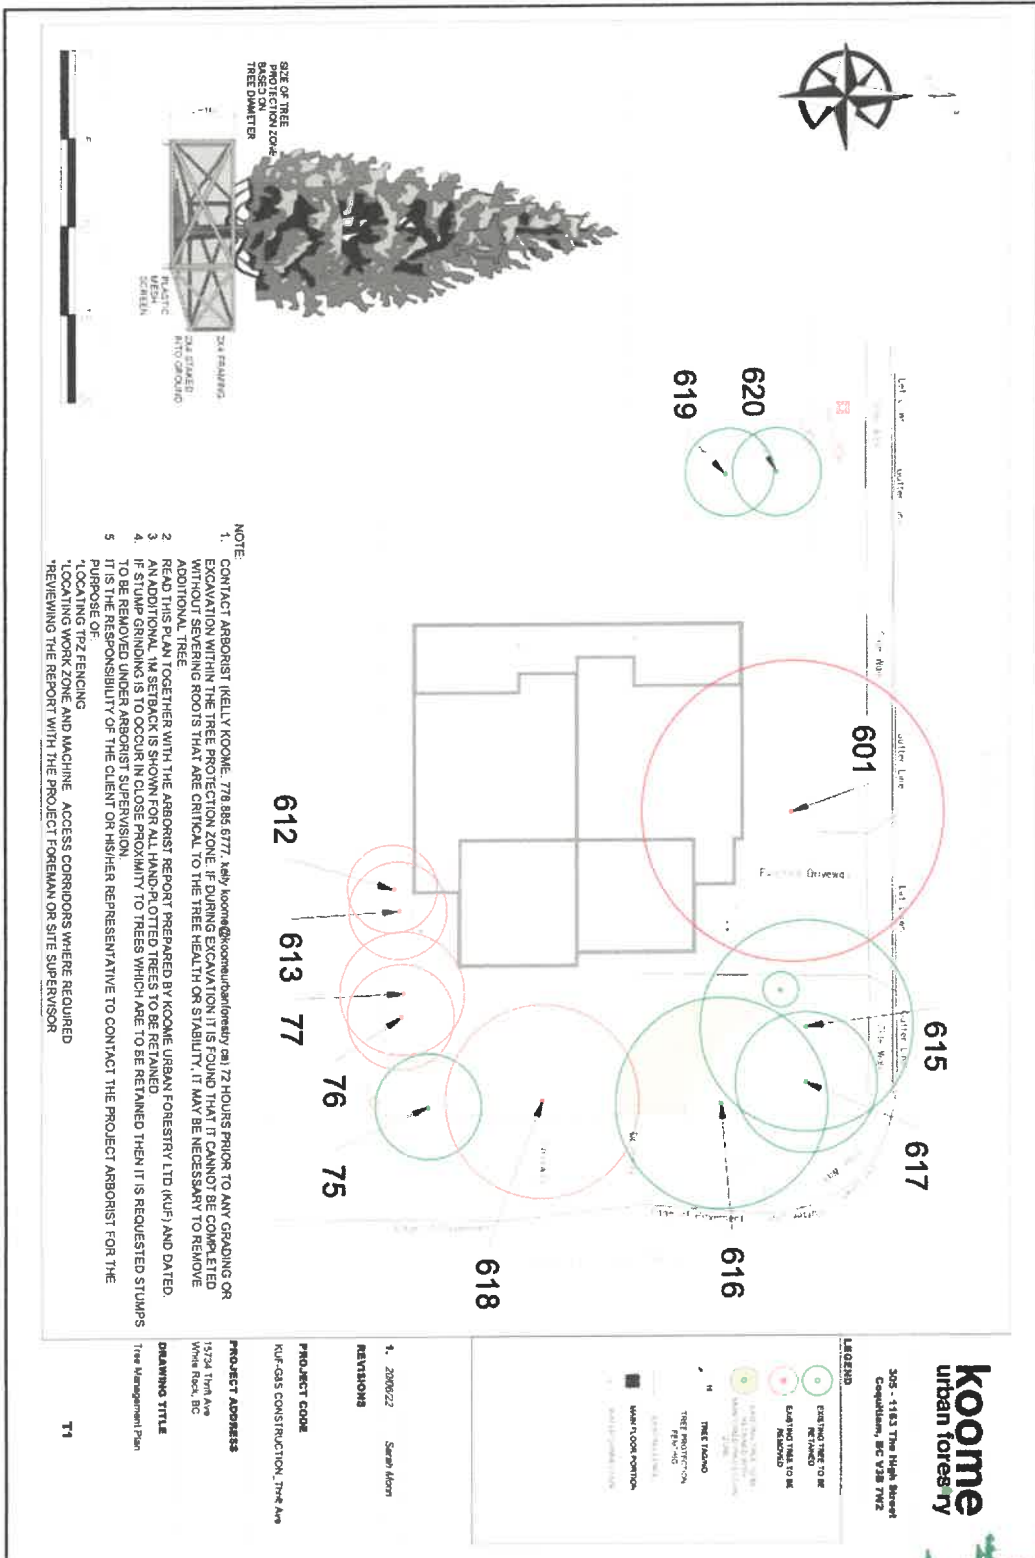 koome
urban forestry
305 - 1163 The High Street
Coquitlam, BC V3B 7W2
LEGEND
EXISTING TREE TO BE
RETAINED
EXISTING TREE TO BE
REMOVED
TREE TAG NO
TREE PROTECTION
FENCING
MAIN FLOOR PORTION
REVISIONS
1.
PROJECT CODE
KUF-G&S CONSTRUCTION_Thrift Ave
PROJECT ADDRESS
15734 Thrift Ave
White Rock, BC
DRAWING TITLE
Tree Management Plan
T1
601
615
617
616
618
75
76
77
613
612
620
619
Gutter Line
Edge of Pavement
SIZE OF TREE
PROTECTION ZONE
BASED ON
TREE DIAMETER
2X4 FRAMING
2X4 STAKED
INTO GROUND
PLASTIC
MESH
SCREEN
NOTE:
1. CONTACT ARBORIST (KELLY KOOME, 778.885.6777, kelly.koome@koomeurbanforestry.ca) 72 HOURS PRIOR TO ANY GRADING OR
EXCAVATION WITHIN THE TREE PROTECTION ZONE. IF DURING EXCAVATION IT IS FOUND THAT IT CANNOT BE COMPLETED
WITHOUT SEVERING ROOTS THAT ARE CRITICAL TO THE TREE HEALTH OR STABILITY, IT MAY BE NECESSARY TO REMOVE
ADDITIONAL TREE.
2 READ THIS PLAN TOGETHER WITH THE ARBORIST REPORT PREPARED BY KOOME URBAN FORESTRY LTD (KUF) AND DATED.
3 AN ADDITIONAL 1M SETBACK IS SHOWN FOR ALL HAND-PLOTTED TREES TO BE RETAINED
4. IF STUMP GRINDING IS TO OCCUR IN CLOSE PROXIMITY TO TREES WHICH ARE TO BE RETAINED THEN IT IS REQUESTED STUMPS
TO BE REMOVED UNDER ARBORIST SUPERVISION.
5 IT IS THE RESPONSIBILITY OF THE CLIENT OR HIS/HER REPRESENTATIVE TO CONTACT THE PROJECT ARBORIST FOR THE
PURPOSE OF:
*LOCATING TPZ FENCING
*LOCATING WORK ZONE AND MACHINE ACCESS CORRIDORS WHERE REQUIRED
*REVIEWING THE REPORT WITH THE PROJECT FOREMAN OR SITE SUPERVISOR